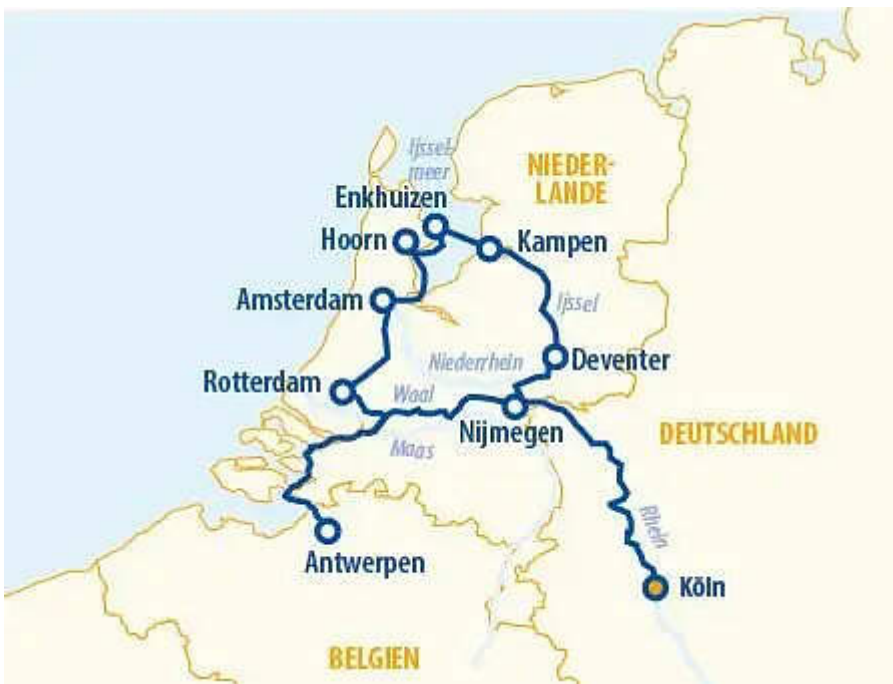 Ijssel-
meer
NIEDER-
LANDE
Enkhuizen
Hoorn
Kampen
Amsterdam
Ijssel
Niederrhein
Deventer
Rotterdam
Waal
Nijmegen
DEUTSCHLAND
Maas
Rhein
Antwerpen
Köln
BELGIEN